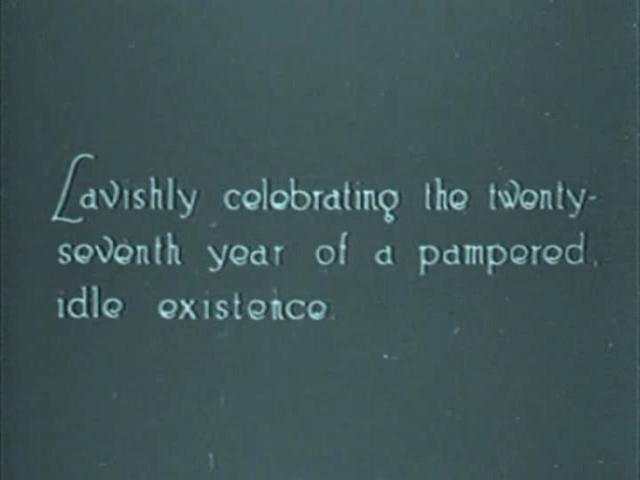 Lavishly celebrating the twenty-
seventh year of a pampered,
idle existence.